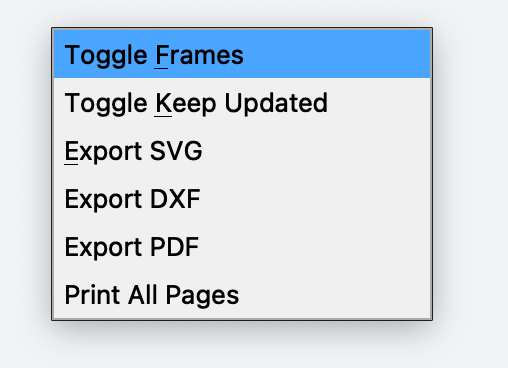 Toggle Frames
Toggle Keep Updated
Export SVG
Export DXF
Export PDF
Print All Pages